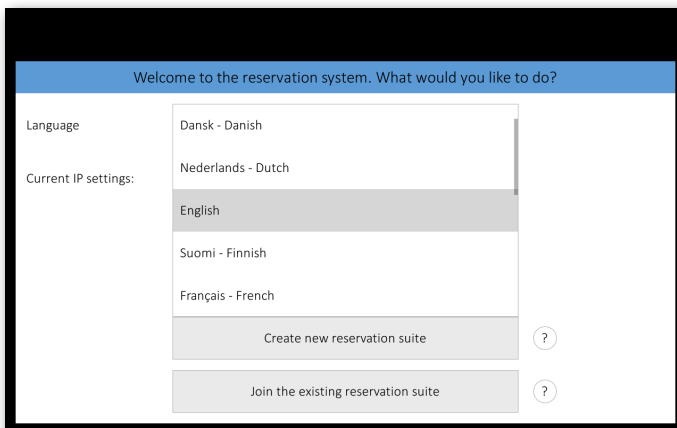 Welcome to the reservation system. What would you like to do?
Language
Dansk - Danish
Nederlands - Dutch
Current IP settings:
English
Suomi - Finnish
Français - French
Create new reservation suite
?
Join the existing reservation suite
?